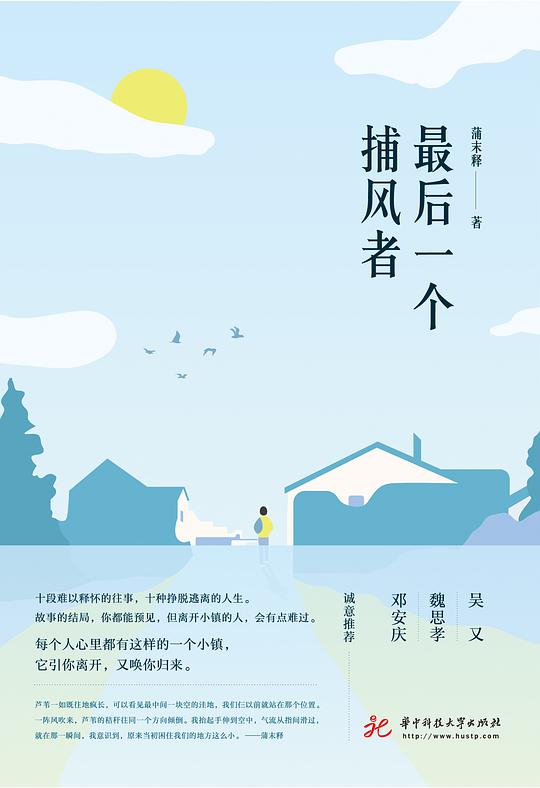 最后一个
捕风者
蒲末释——著
十段难以释怀的往事，十种挣脱逃离的人生。
故事的结局，你都能预见，但离开小镇的人，会有点难过。
每个人心里都有这样的一个小镇，
它引你离开，又唤你归来。
芦苇一如既往地疯长，可以看见最中间一块空的洼地，我们仨以前就站在那个位置。
一阵风吹来，芦苇的秸秆往同一个方向倾倒。我抬起手伸到空中，气流从指间滑过，
就在那一瞬间，我意识到，原来当初困住我们的地方这么小。——蒲末释
吴又
魏思孝
邓安庆
诚意推荐
华中科技大学出版社
http://www.hustp.com